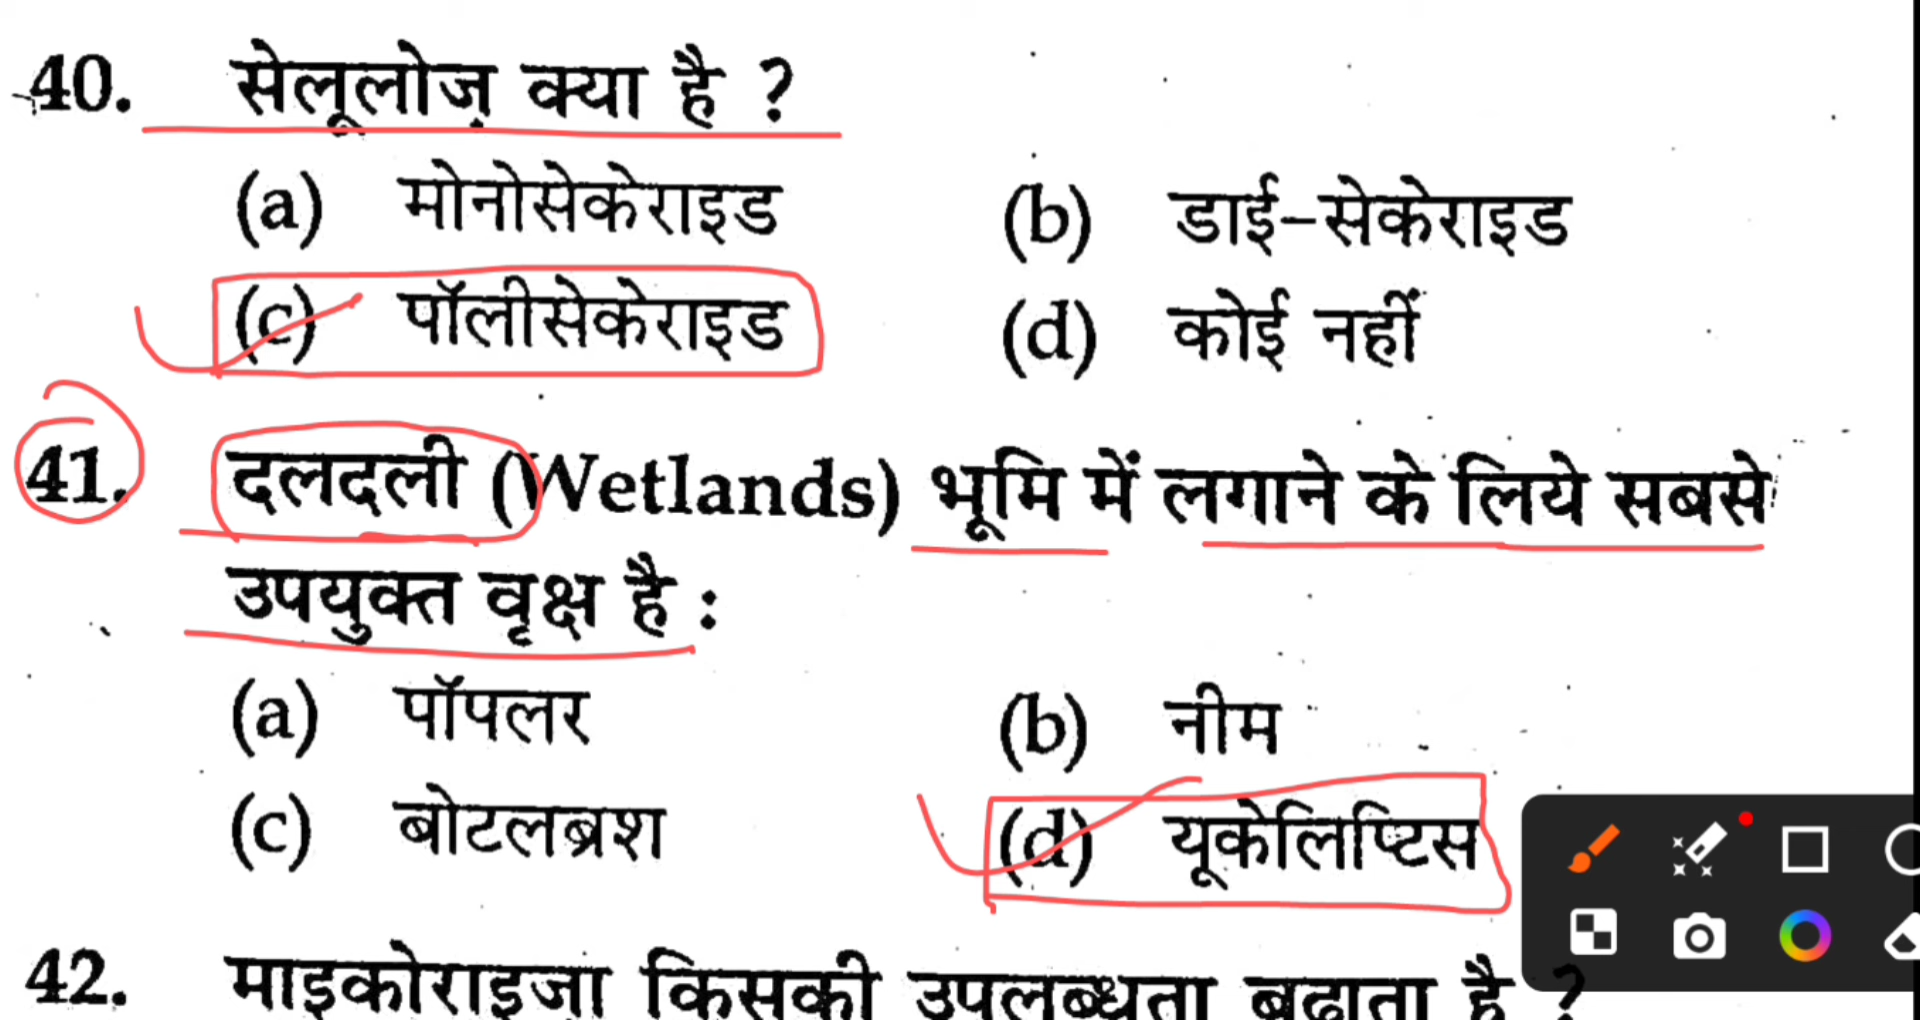 40. सेलूलोज़ क्या है ?
(a) मोनोसेकेराइड (b) डाई-सेकेराइड
(c) पॉलीसेकेराइड (d) कोई नहीं
41. दलदली (Wetlands) भूमि में लगाने के लिये सबसे
उपयुक्त वृक्ष है :
(a) पॉपलर (b) नीम
(c) बोटलब्रश (d) यूकेलिप्टिस
42. माइकोराइजा किसकी उपलब्धता बढ़ाता है ?